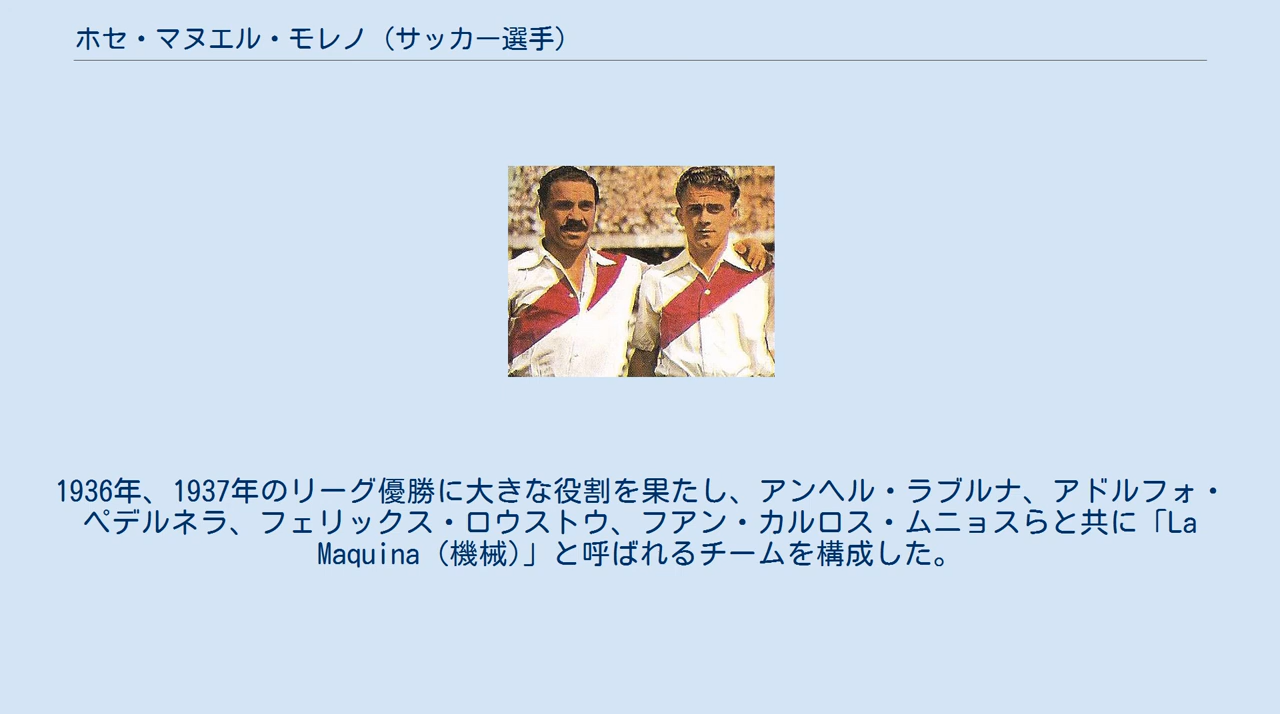 ホセ・マヌエル・モレノ（サッカー選手）
1936年、1937年のリーグ優勝に大きな役割を果たし、アンヘル・ラブルナ、アドルフォ・
ペデルネラ、フェリックス・ロウストウ、フアン・カルロス・ムニョスらと共に「La
Maquina（機械）」と呼ばれるチームを構成した。